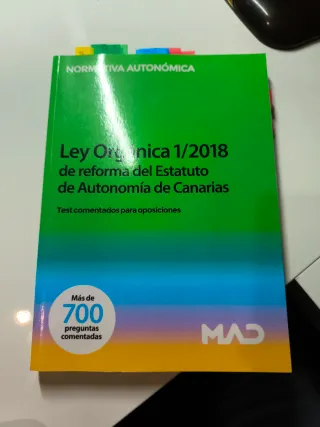 NORMATIVA AUTONÓMICA
Ley Orgánica 1/2018
de reforma del Estatuto
de Autonomía de Canarias
Test comentados para oposiciones
Más de
700
preguntas
comentadas
MAD